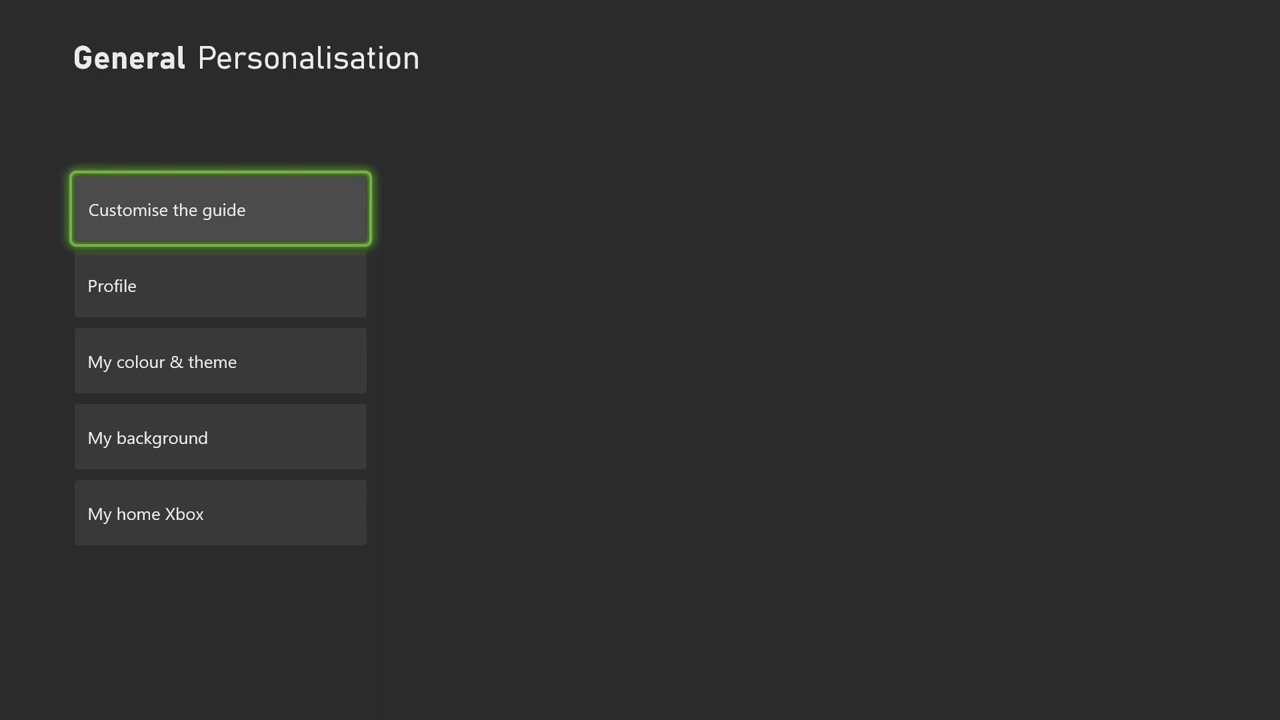 General Personalisation
Customise the guide
Profile
My colour & theme
My background
My home Xbox